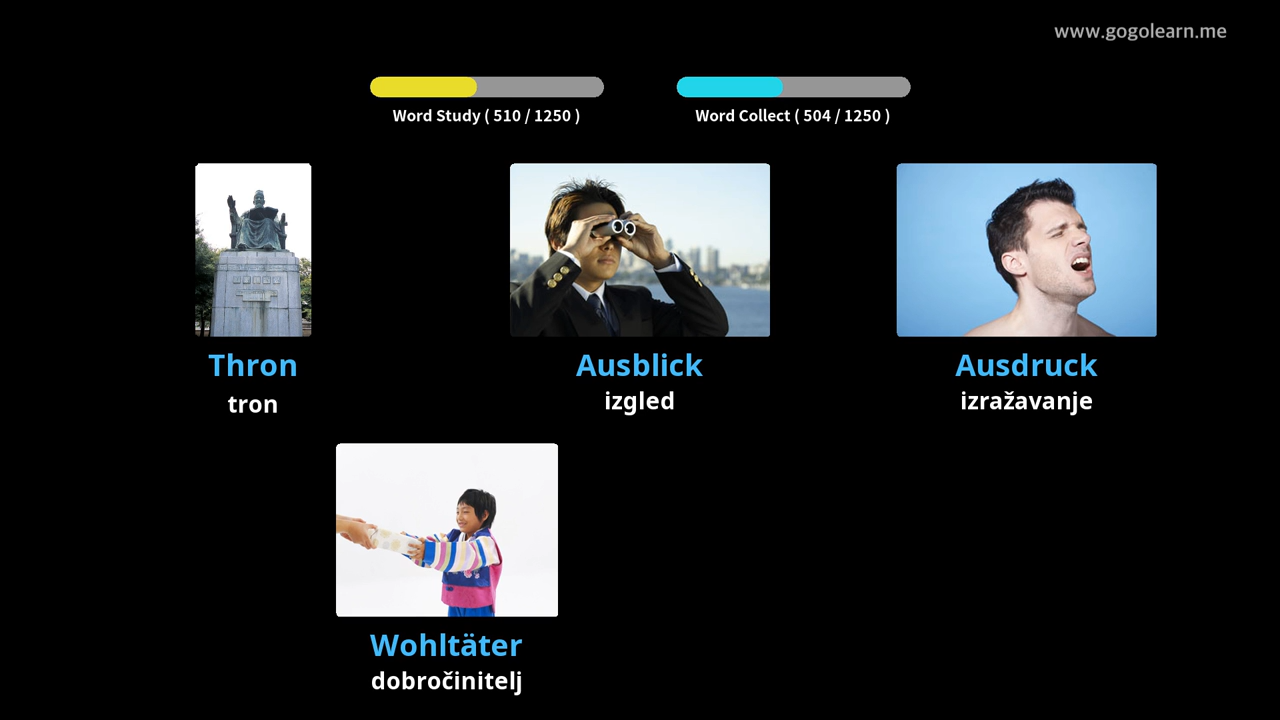 www.gogolearn.me
Word Study ( 510 / 1250 )
Word Collect ( 504 / 1250 )
Thron
tron
Ausblick
izgled
Ausdruck
izražavanje
Wohltäter
dobročinitelj